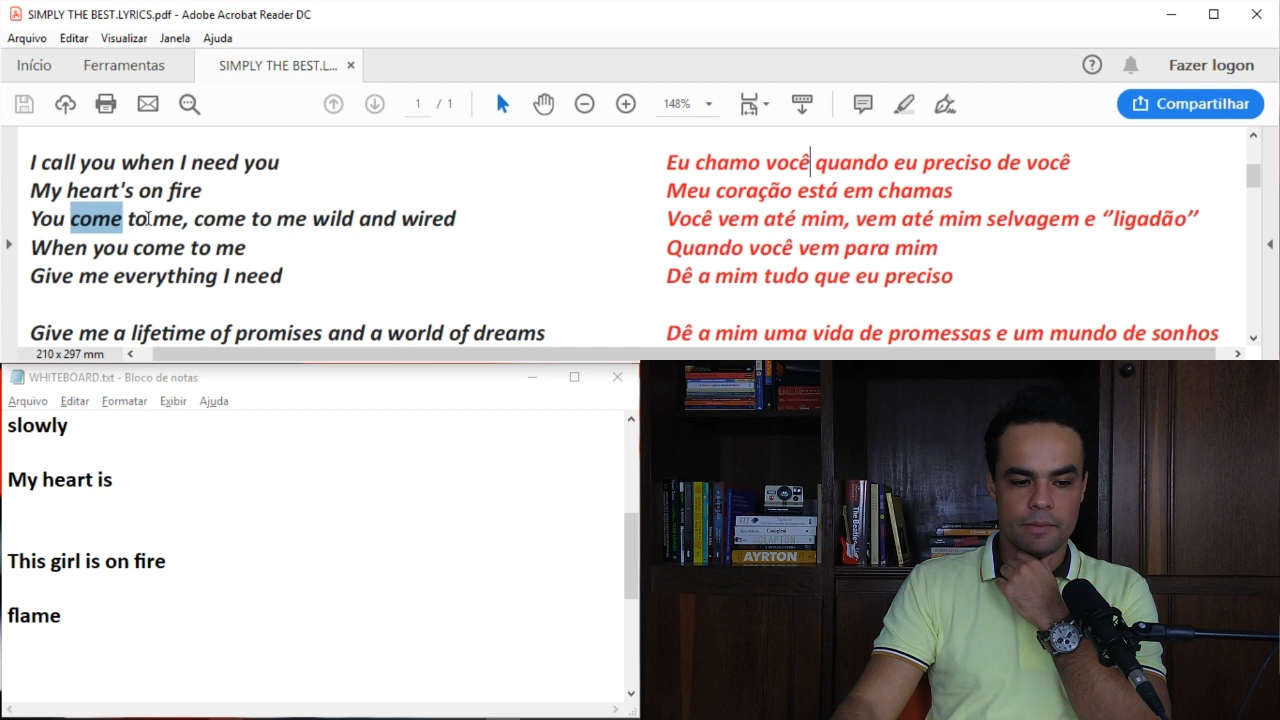 SIMPLY THE BEST.LYRICS.pdf - Adobe Acrobat Reader DC
Arquivo Editar Visualizar Janela Ajuda
Início Ferramentas SIMPLY THE BEST.L... × Fazer logon
1 / 1 148% Compartilhar
I call you when I need you
My heart's on fire
You come to me, come to me wild and wired
When you come to me
Give me everything I need
Give me a lifetime of promises and a world of dreams
Eu chamo você quando eu preciso de você
Meu coração está em chamas
Você vem até mim, vem até mim selvagem e ‘’ligadão’’
Quando você vem para mim
Dê a mim tudo que eu preciso
Dê a mim uma vida de promessas e um mundo de sonhos
210 x 297 mm
WHITEBOARD.txt - Bloco de notas
Arquivo Editar Formatar Exibir Ajuda
slowly
My heart is
This girl is on fire
flame
The Beatles
CLAPTON
AYRTON